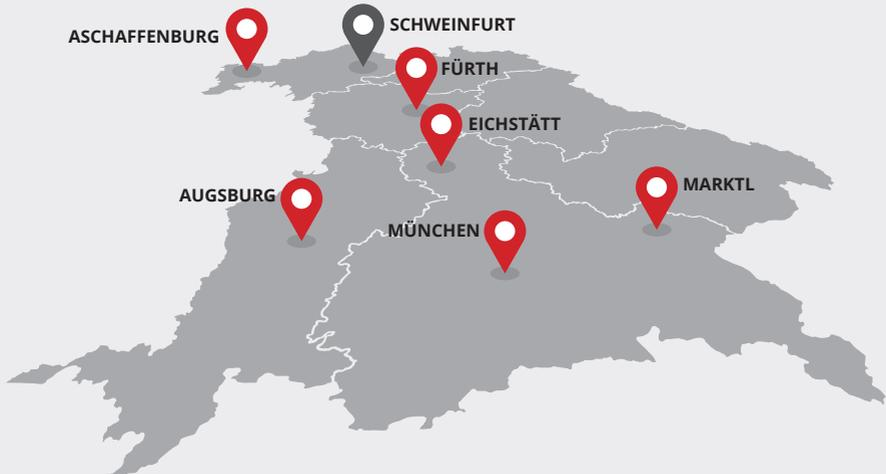 SCHWEINFURT
ASCHAFFENBURG
FÜRTH
EICHSTÄTT
MARKTL
AUGSBURG
MÜNCHEN